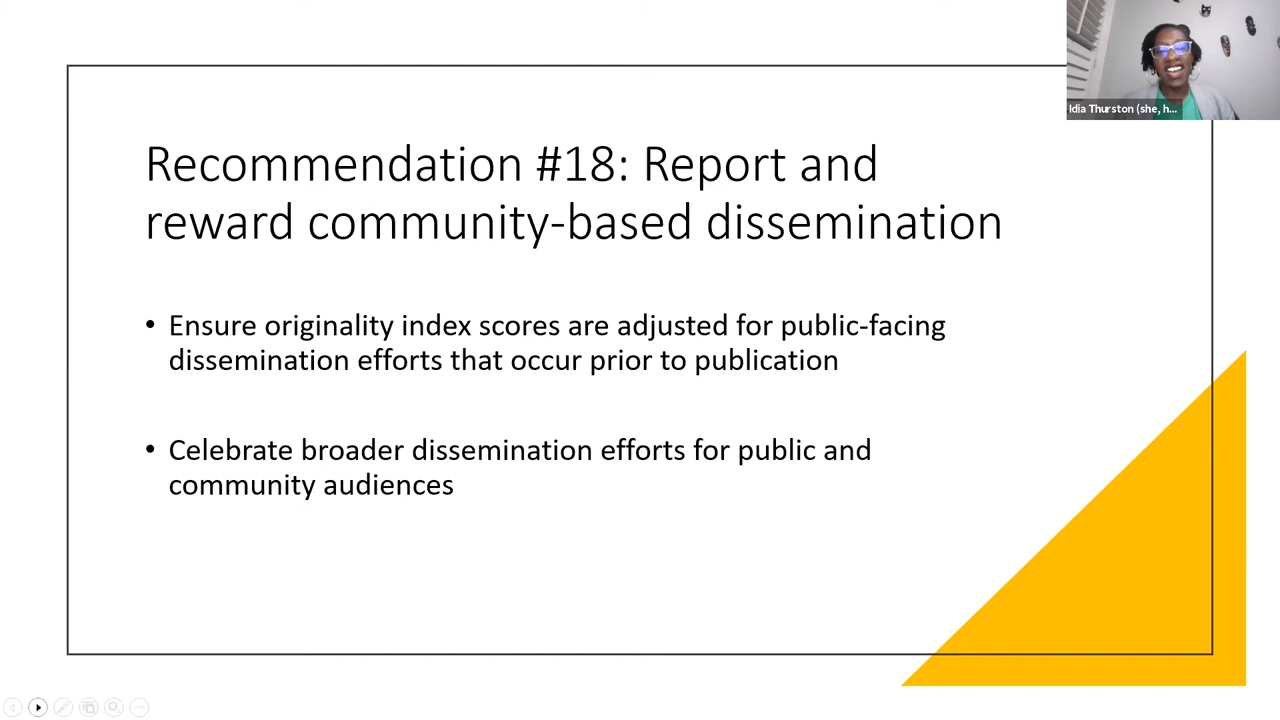 Idia Thurston (she, h...
Recommendation #18: Report and
reward community-based dissemination
• Ensure originality index scores are adjusted for public-facing
dissemination efforts that occur prior to publication
• Celebrate broader dissemination efforts for public and
community audiences